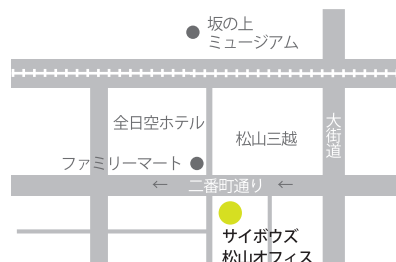 坂の上
ミュージアム
全日空ホテル
松山三越
大街道
ファミリーマート
← 二番町通り ←
サイボウズ
松山オフィス